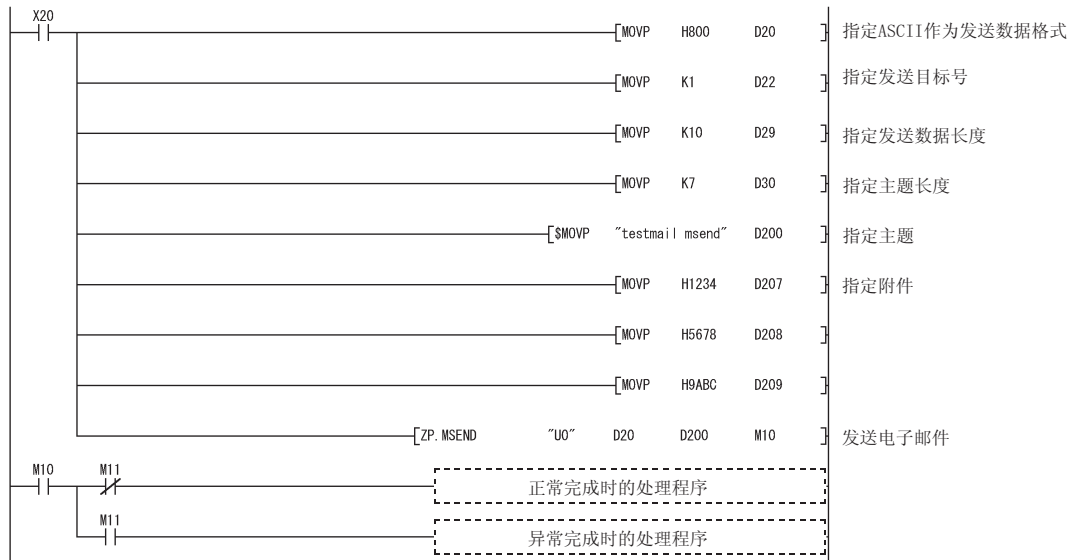 X20
MOVP H800 D20 指定ASCII作为发送数据格式
MOVP K1 D22 指定发送目标号
MOVP K10 D29 指定发送数据长度
MOVP K7 D30 指定主题长度
$MOVP "testmail msend" D200 指定主题
MOVP H1234 D207 指定附件
MOVP H5678 D208
MOVP H9ABC D209
ZP.MSEND "U0" D20 D200 M10 发送电子邮件
M10 M11
正常完成时的处理程序
M11
异常完成时的处理程序